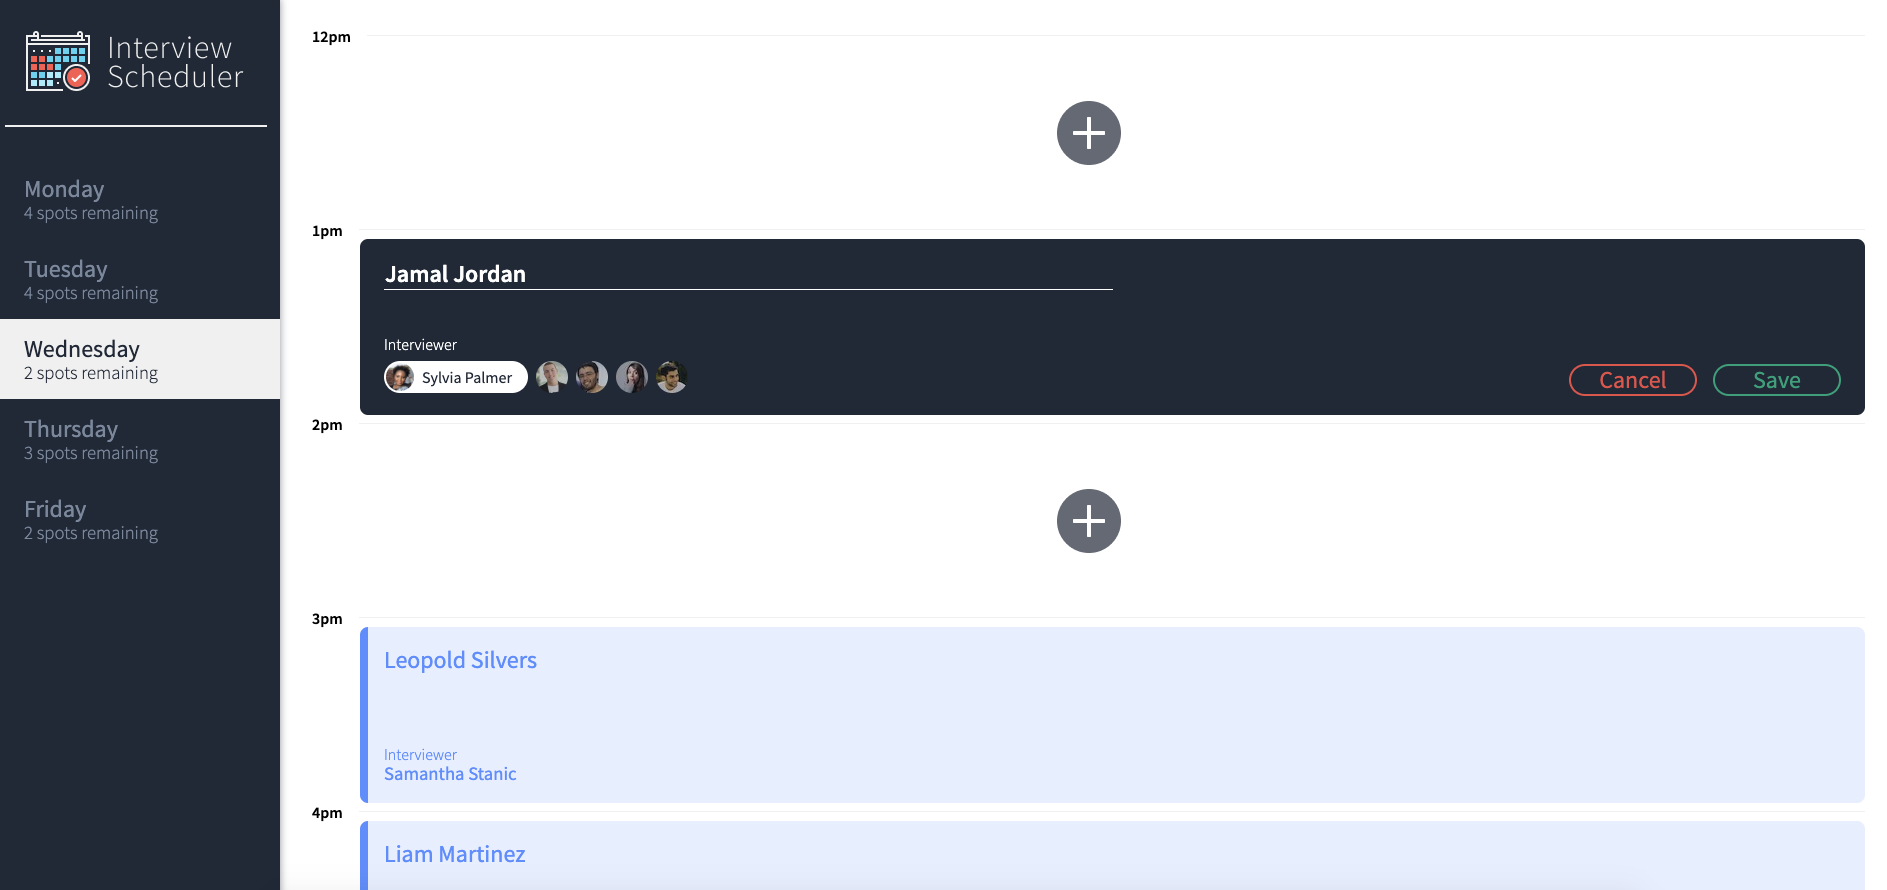 Interview
Scheduler
Monday
4 spots remaining
Tuesday
4 spots remaining
Wednesday
2 spots remaining
Thursday
3 spots remaining
Friday
2 spots remaining
12pm
1pm
Jamal Jordan
Interviewer
Sylvia Palmer
Cancel
Save
2pm
3pm
Leopold Silvers
Interviewer
Samantha Stanic
4pm
Liam Martinez